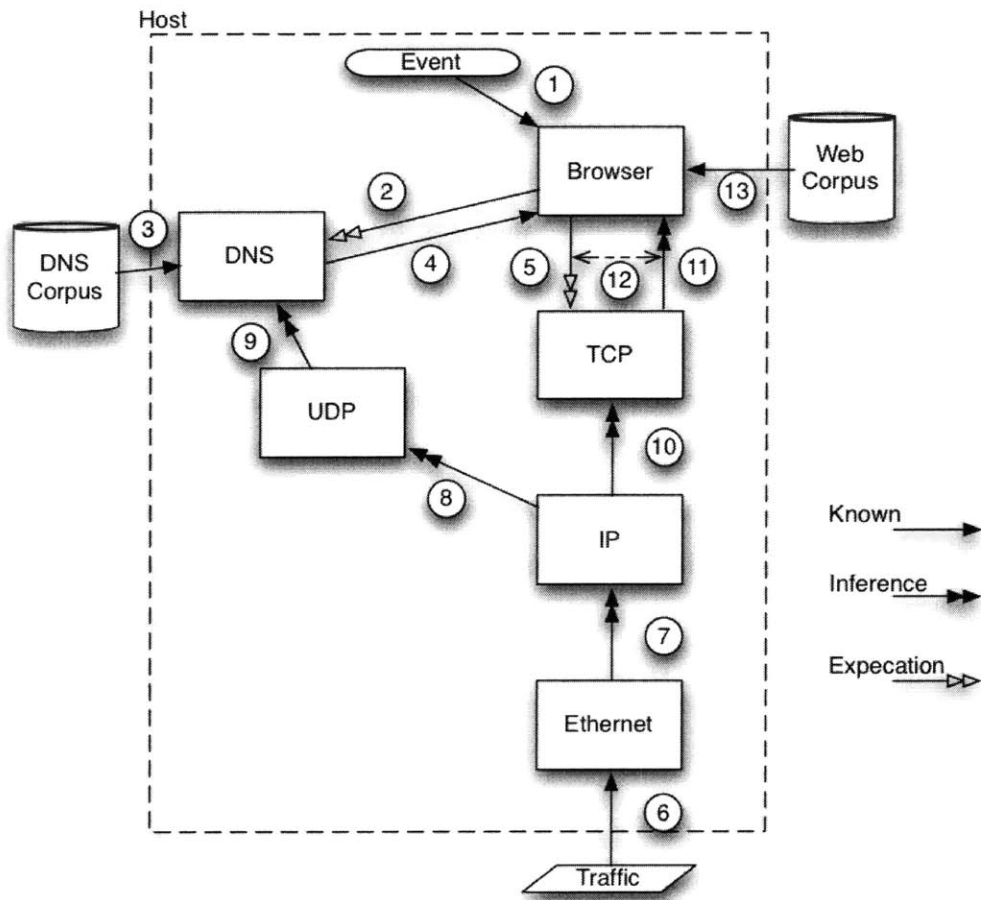 Host
Event
1
Browser
Web
Corpus
13
2
3
DNS
Corpus
DNS
4
5
12
11
TCP
9
UDP
10
8
IP
Known
Inference
7
Expecation
Ethernet
6
Traffic